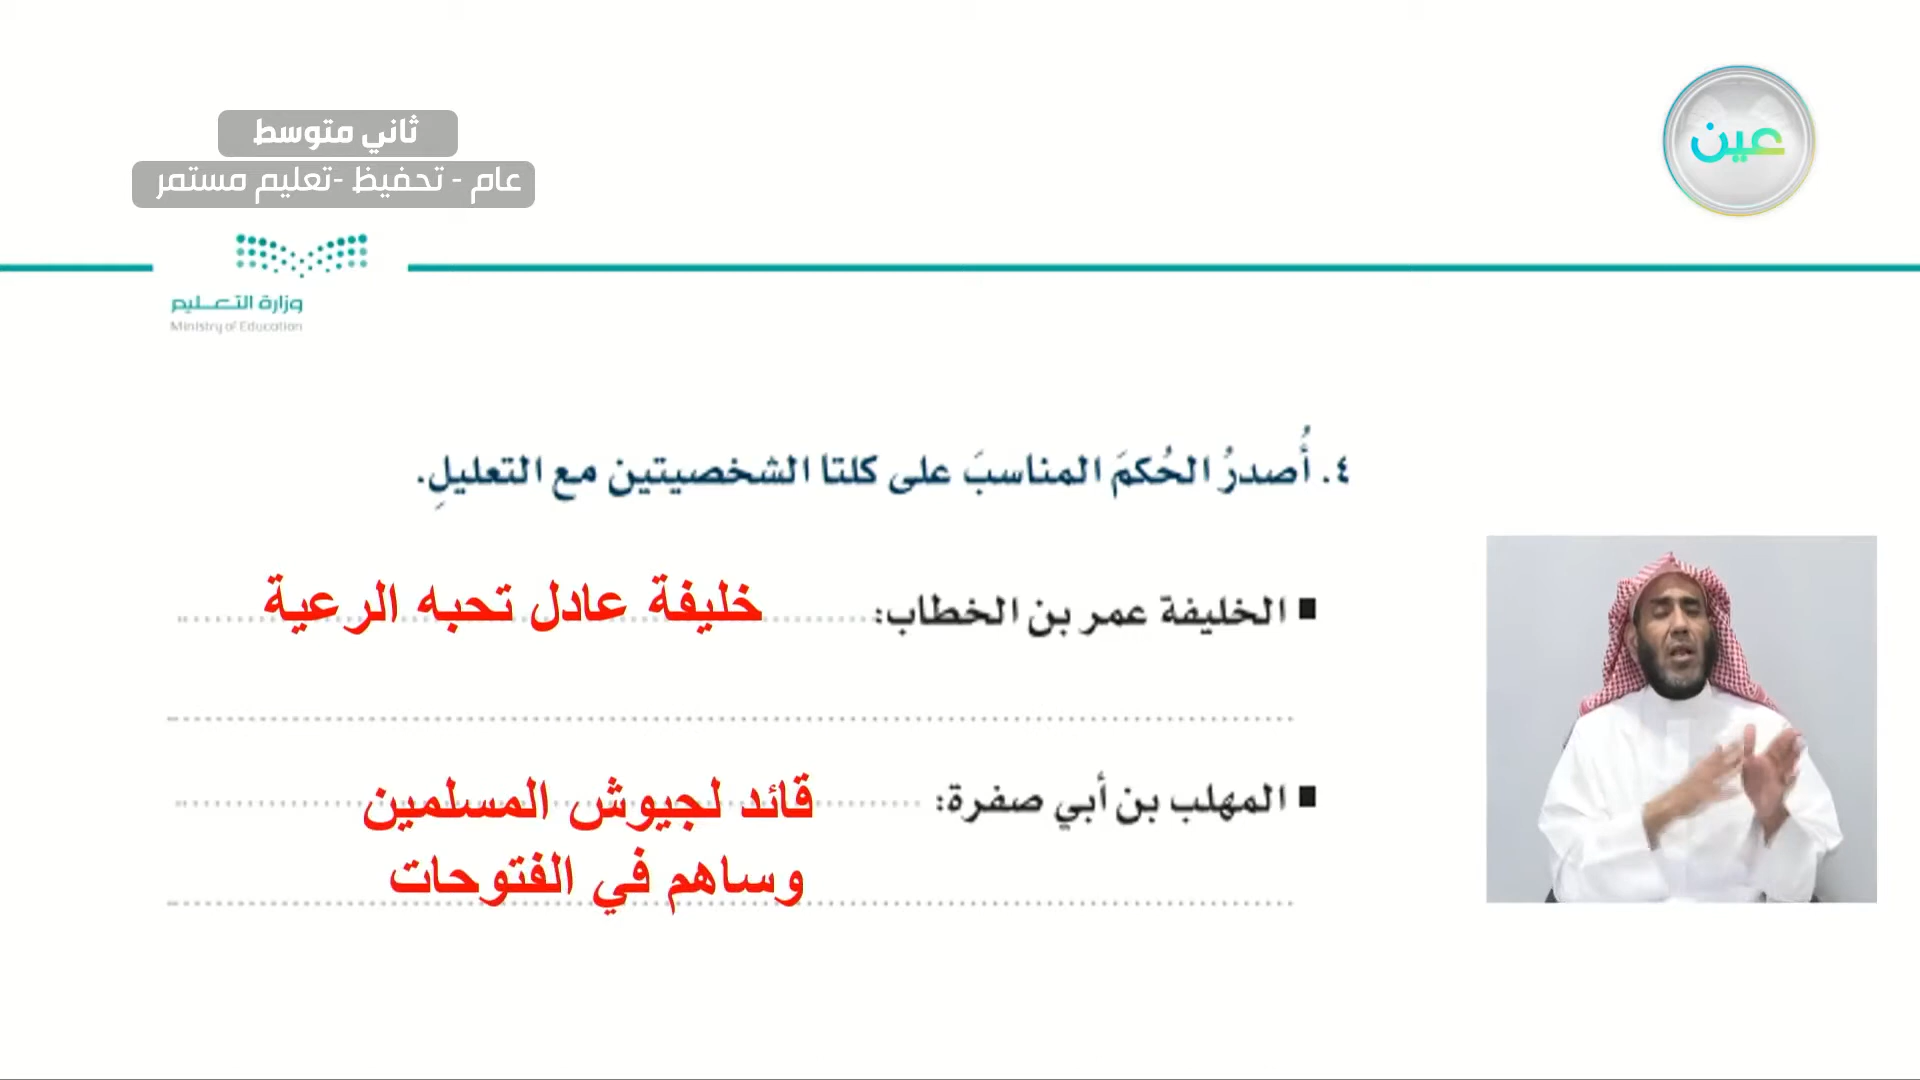 ثاني متوسط
عام - تحفيظ -تعليم مستمر
عين
وزارة التعليم
Ministry of Education
٤. أُصدرُ الحُكمَ المناسبَ على كلتا الشخصيتين مع التعليلِ.
■ الخليفة عمر بن الخطاب: خليفة عادل تحبه الرعية
■ المهلب بن أبي صفرة: قائد لجيوش المسلمين
وساهم في الفتوحات